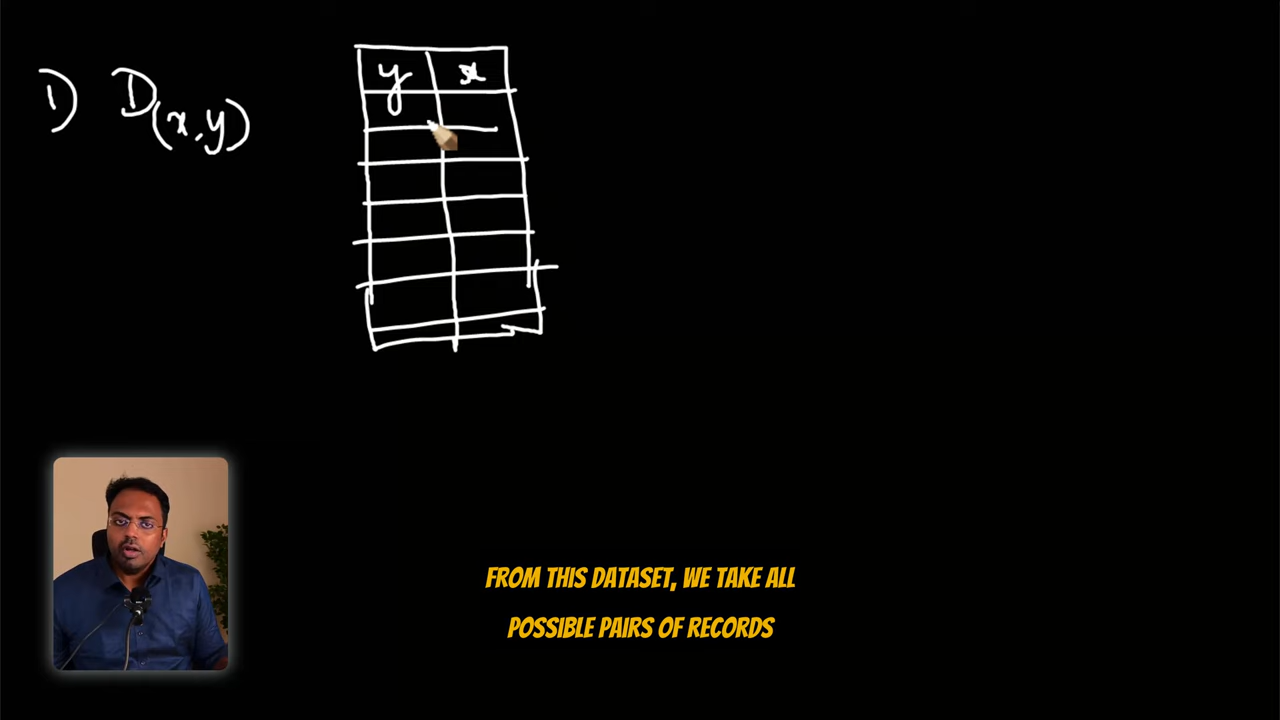 1) D(x,y)
y x
FROM THIS DATASET, WE TAKE ALL
POSSIBLE PAIRS OF RECORDS